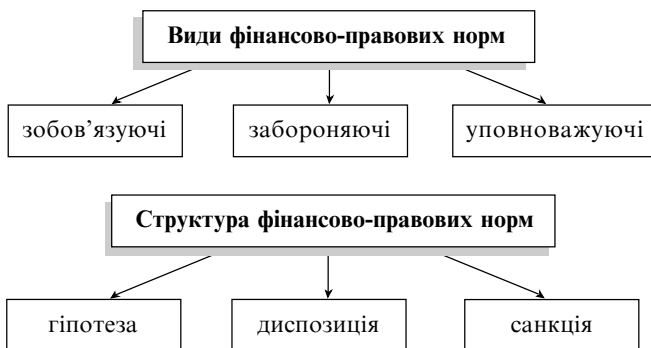 Види фінансово-правових норм
зобов’язуючі забороняючі уповноважуючі
Структура фінансово-правових норм
гіпотеза диспозиція санкція